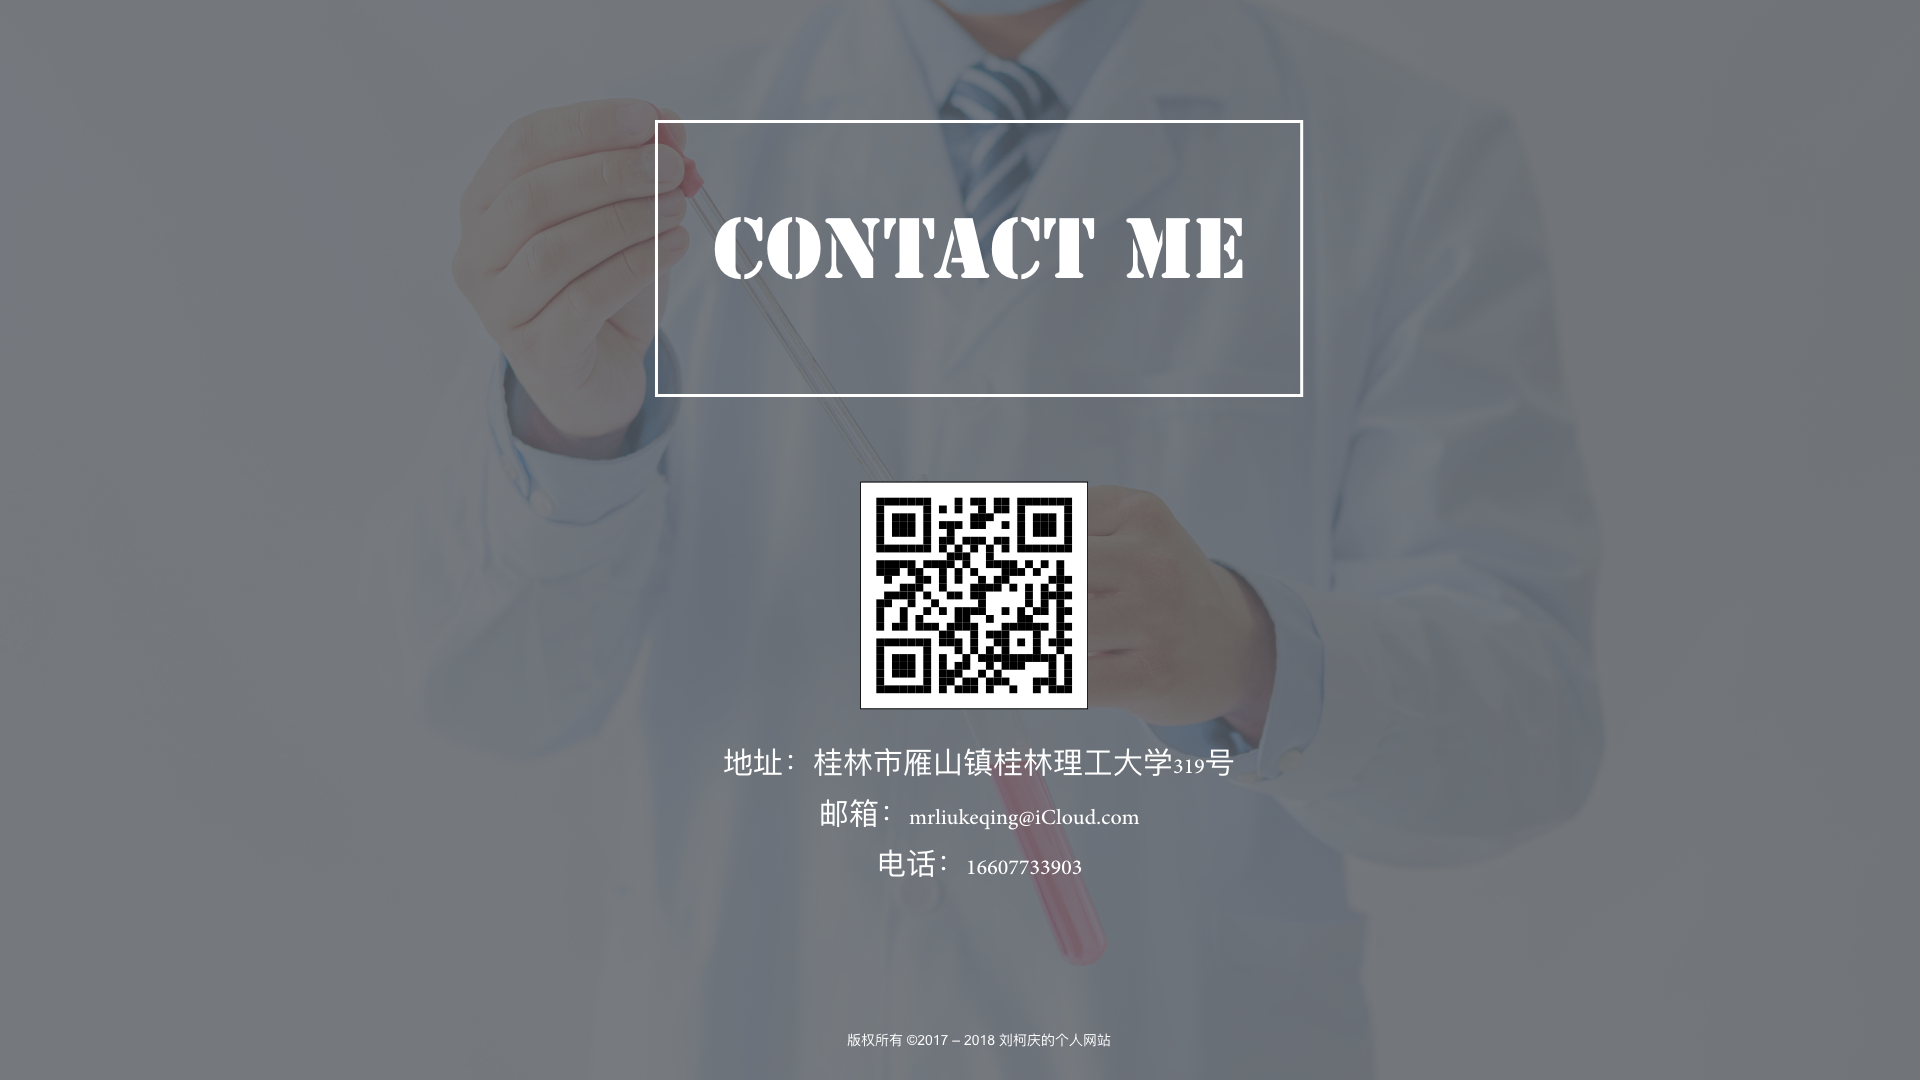 CONTACT ME
地址：桂林市雁山镇桂林理工大学319号
邮箱：mrliukeqing@iCloud.com
电话：16607733903
版权所有 ©2017 – 2018 刘柯庆的个人网站